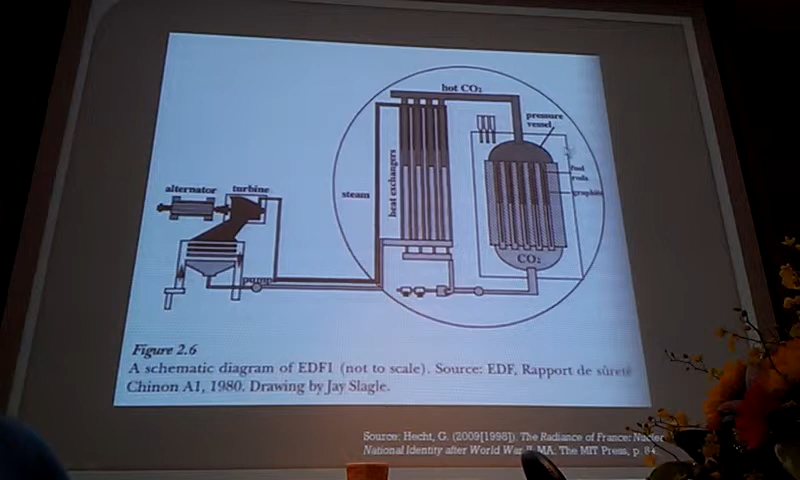 hot CO₂
pressure
vessel
fuel
rods
graphite
heat exchangers
steam
alternator
turbine
pump
CO₂
Figure 2.6
A schematic diagram of EDF1 (not to scale). Source: EDF, Rapport de sûreté
Chinon A1, 1980. Drawing by Jay Slagle.
Source: Hecht, G. (2009[1998]). The Radiance of France:
National Identity after World War II. MA: The MIT Press, p. 84